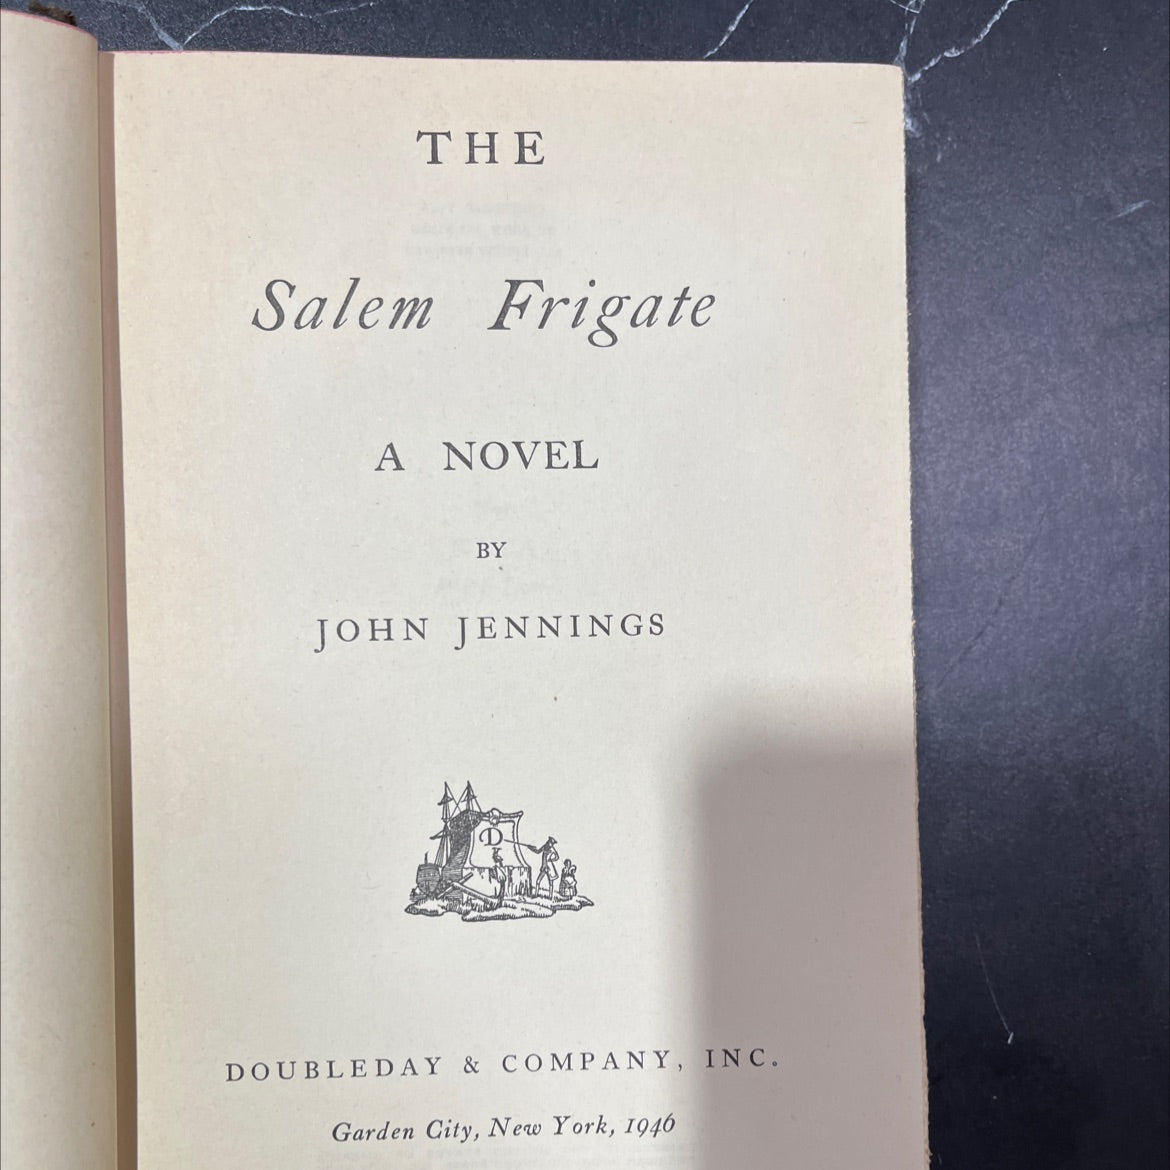 THE
Salem Frigate
A NOVEL
BY
JOHN JENNINGS
D
DOUBLEDAY & COMPANY, INC.
Garden City, New York, 1946